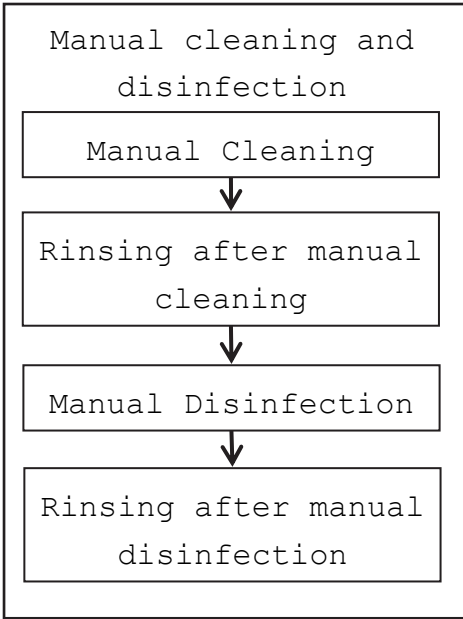 Manual cleaning and
disinfection
Manual Cleaning
Rinsing after manual
cleaning
Manual Disinfection
Rinsing after manual
disinfection